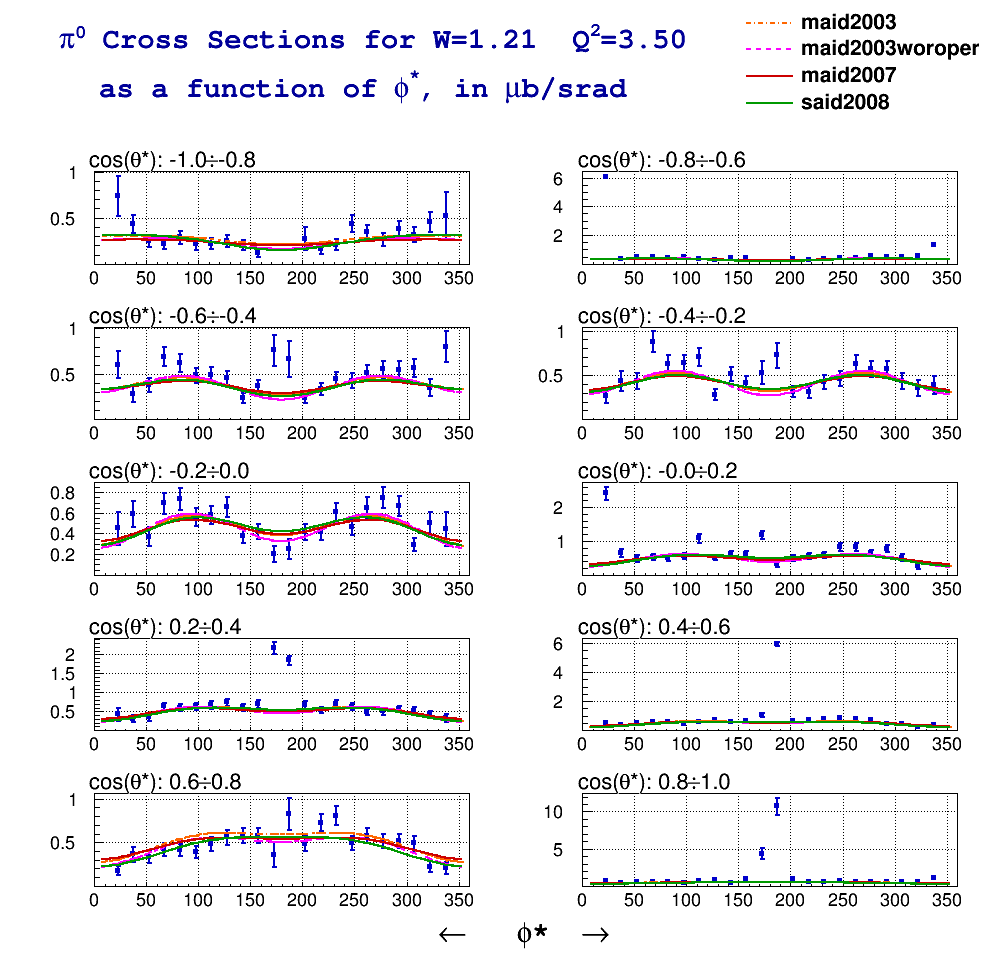 π⁰ Cross Sections for W=1.21 Q²=3.50
as a function of ϕ*, in μb/srad
maid2003
maid2003woroper
maid2007
said2008
cos(θ*): -1.0÷-0.8
1
0.5
0 50 100 150 200 250 300 350
cos(θ*): -0.8÷-0.6
6
4
2
0 50 100 150 200 250 300 350
cos(θ*): -0.6÷-0.4
1
0.5
0 50 100 150 200 250 300 350
cos(θ*): -0.4÷-0.2
1
0.5
0 50 100 150 200 250 300 350
cos(θ*): -0.2÷0.0
0.8
0.6
0.4
0.2
0 50 100 150 200 250 300 350
cos(θ*): -0.0÷0.2
2
1
0 50 100 150 200 250 300 350
cos(θ*): 0.2÷0.4
2
1.5
1
0.5
0 50 100 150 200 250 300 350
cos(θ*): 0.4÷0.6
6
4
2
0 50 100 150 200 250 300 350
cos(θ*): 0.6÷0.8
1
0.5
0 50 100 150 200 250 300 350
cos(θ*): 0.8÷1.0
10
5
0 50 100 150 200 250 300 350
← ϕ* →